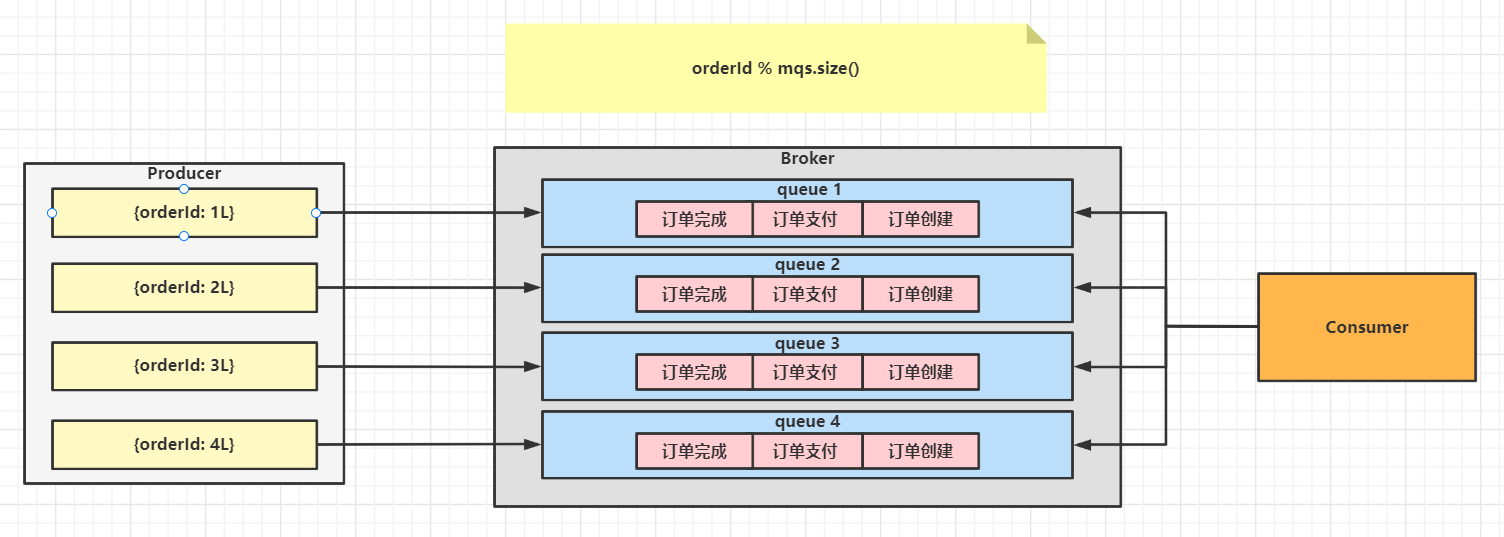 orderId % mqs.size()
Producer
{orderId: 1L}
{orderId: 2L}
{orderId: 3L}
{orderId: 4L}
Broker
queue 1
订单完成 订单支付 订单创建
queue 2
订单完成 订单支付 订单创建
queue 3
订单完成 订单支付 订单创建
queue 4
订单完成 订单支付 订单创建
Consumer